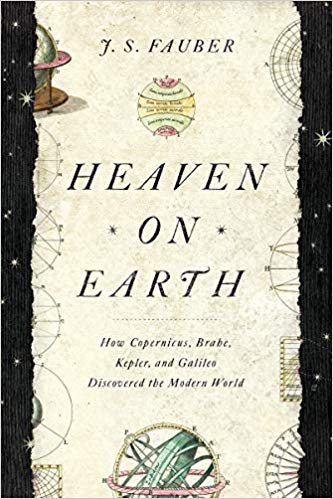 J. S. FAUBER
HEAVEN
ON
EARTH
How Copernicus, Brahe,
Kepler, and Galileo
Discovered the Modern World